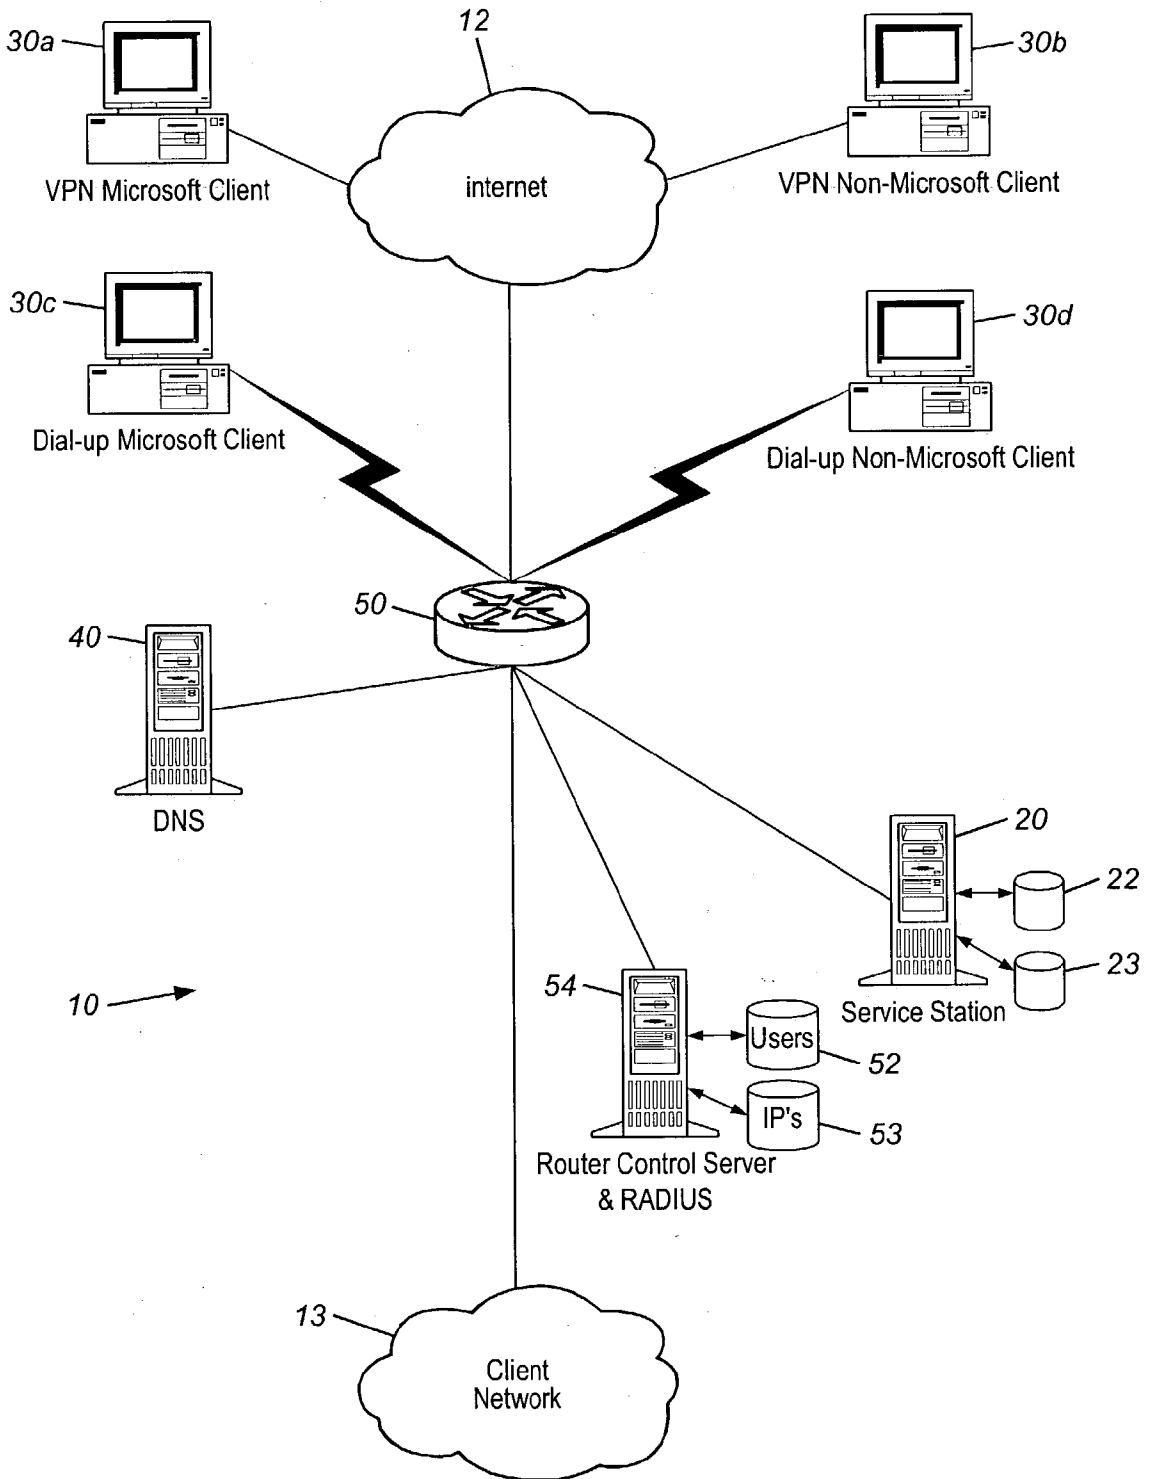 12
30a
30b
VPN Microsoft Client
internet
VPN Non-Microsoft Client
30c
30d
Dial-up Microsoft Client
Dial-up Non-Microsoft Client
50
40
DNS
20
22
23
Service Station
10
54
Users
52
IP's
53
Router Control Server
& RADIUS
13
Client
Network